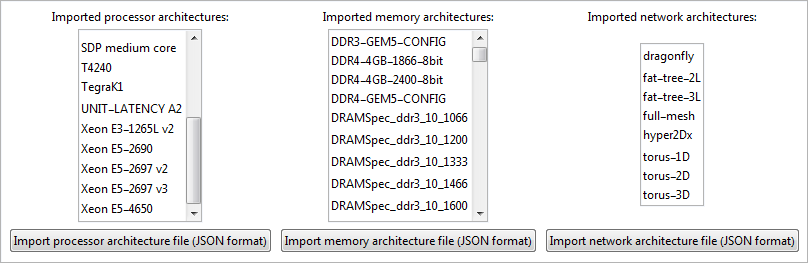 Imported processor architectures:
SDP medium core
T4240
TegraK1
UNIT-LATENCY A2
Xeon E3-1265L v2
Xeon E5-2690
Xeon E5-2697 v2
Xeon E5-2697 v3
Xeon E5-4650
Import processor architecture file (JSON format)
Imported memory architectures:
DDR3-GEM5-CONFIG
DDR4-4GB-1866-8bit
DDR4-4GB-2400-8bit
DDR4-GEM5-CONFIG
DRAMSpec_ddr3_10_1066
DRAMSpec_ddr3_10_1200
DRAMSpec_ddr3_10_1333
DRAMSpec_ddr3_10_1466
DRAMSpec_ddr3_10_1600
Import memory architecture file (JSON format)
Imported network architectures:
dragonfly
fat-tree-2L
fat-tree-3L
full-mesh
hyper2Dx
torus-1D
torus-2D
torus-3D
Import network architecture file (JSON format)